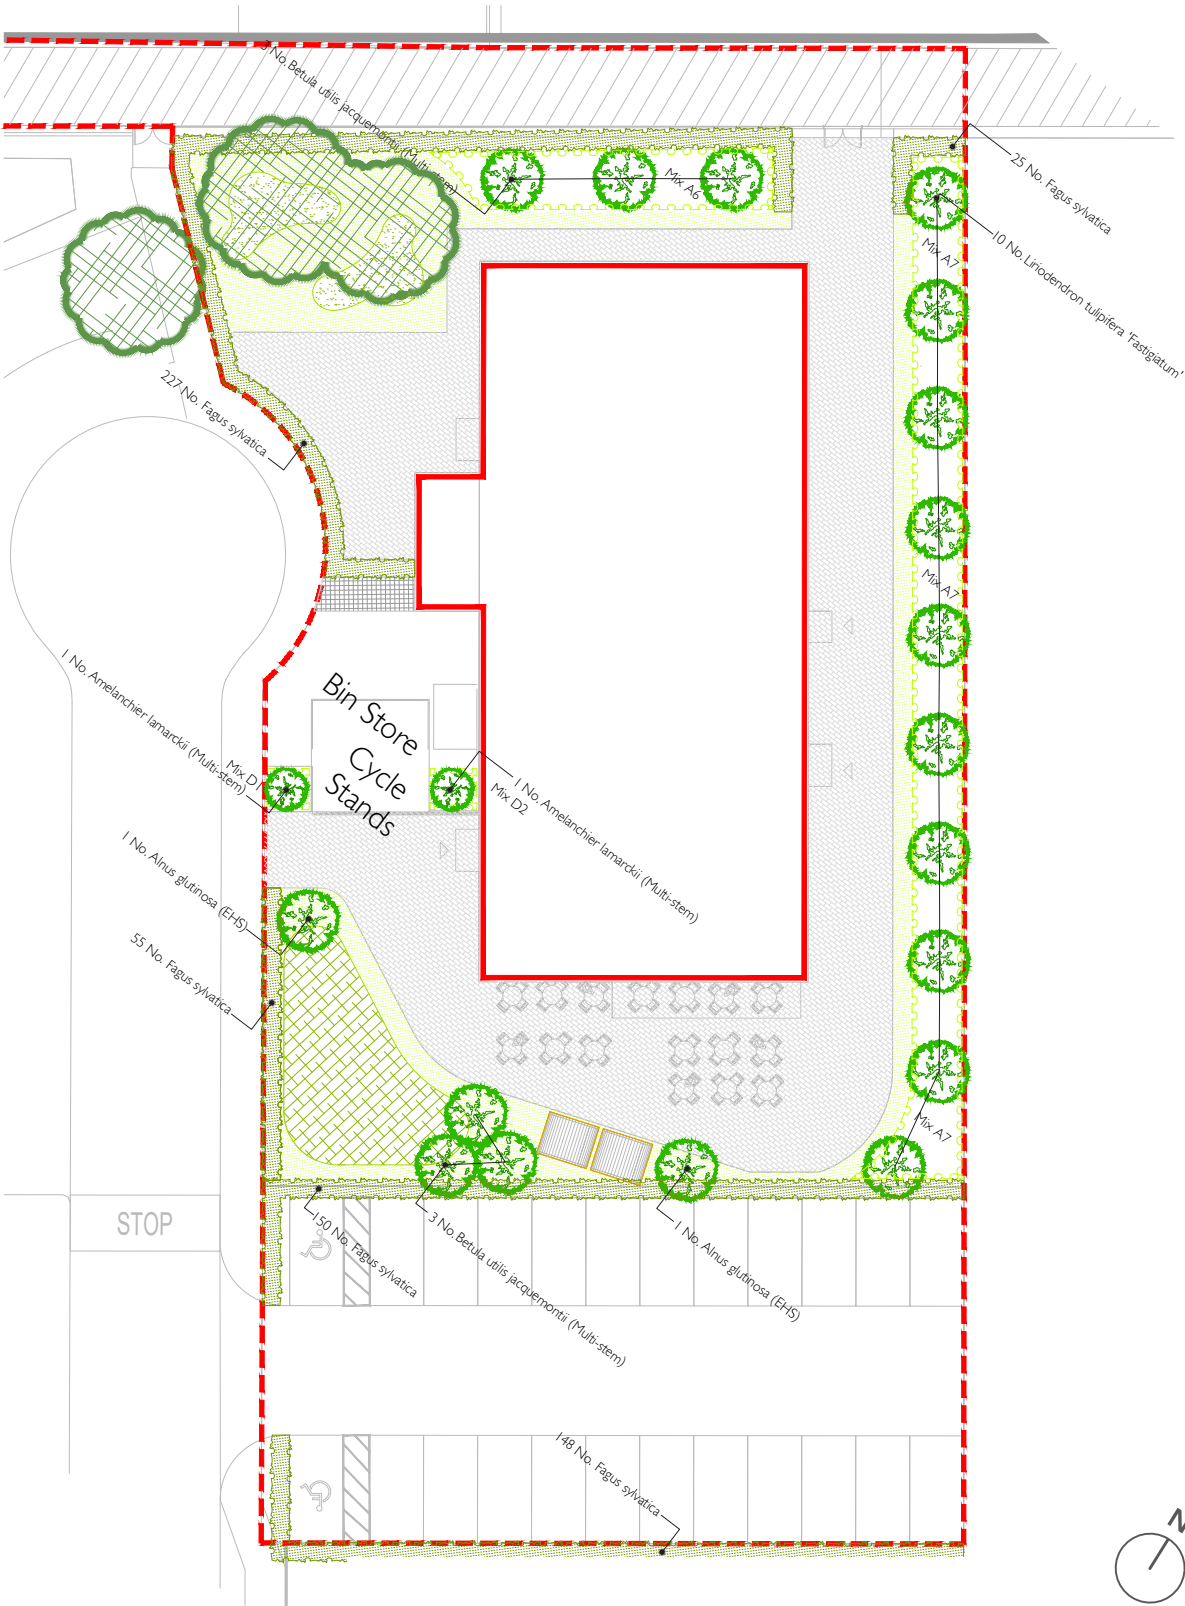 3 No. Betula utilis jacquemontii (Multi-stem)
Mix A6
25 No. Fagus sylvatica
10 No. Liriodendron tulipifera 'Fastigiatum'
Mix A7
227 No. Fagus sylvatica
Mix A7
1 No. Amelanchier lamarckii (Multi-stem)
Mix D1
Bin Store
Cycle
Stands
1 No. Amelanchier lamarckii (Multi-stem)
Mix D2
1 No. Alnus glutinosa (EHS)
55 No. Fagus sylvatica
Mix A7
STOP
150 No. Fagus sylvatica
3 No. Betula utilis jacquemontii (Multi-stem)
1 No. Alnus glutinosa (EHS)
148 No. Fagus sylvatica
N